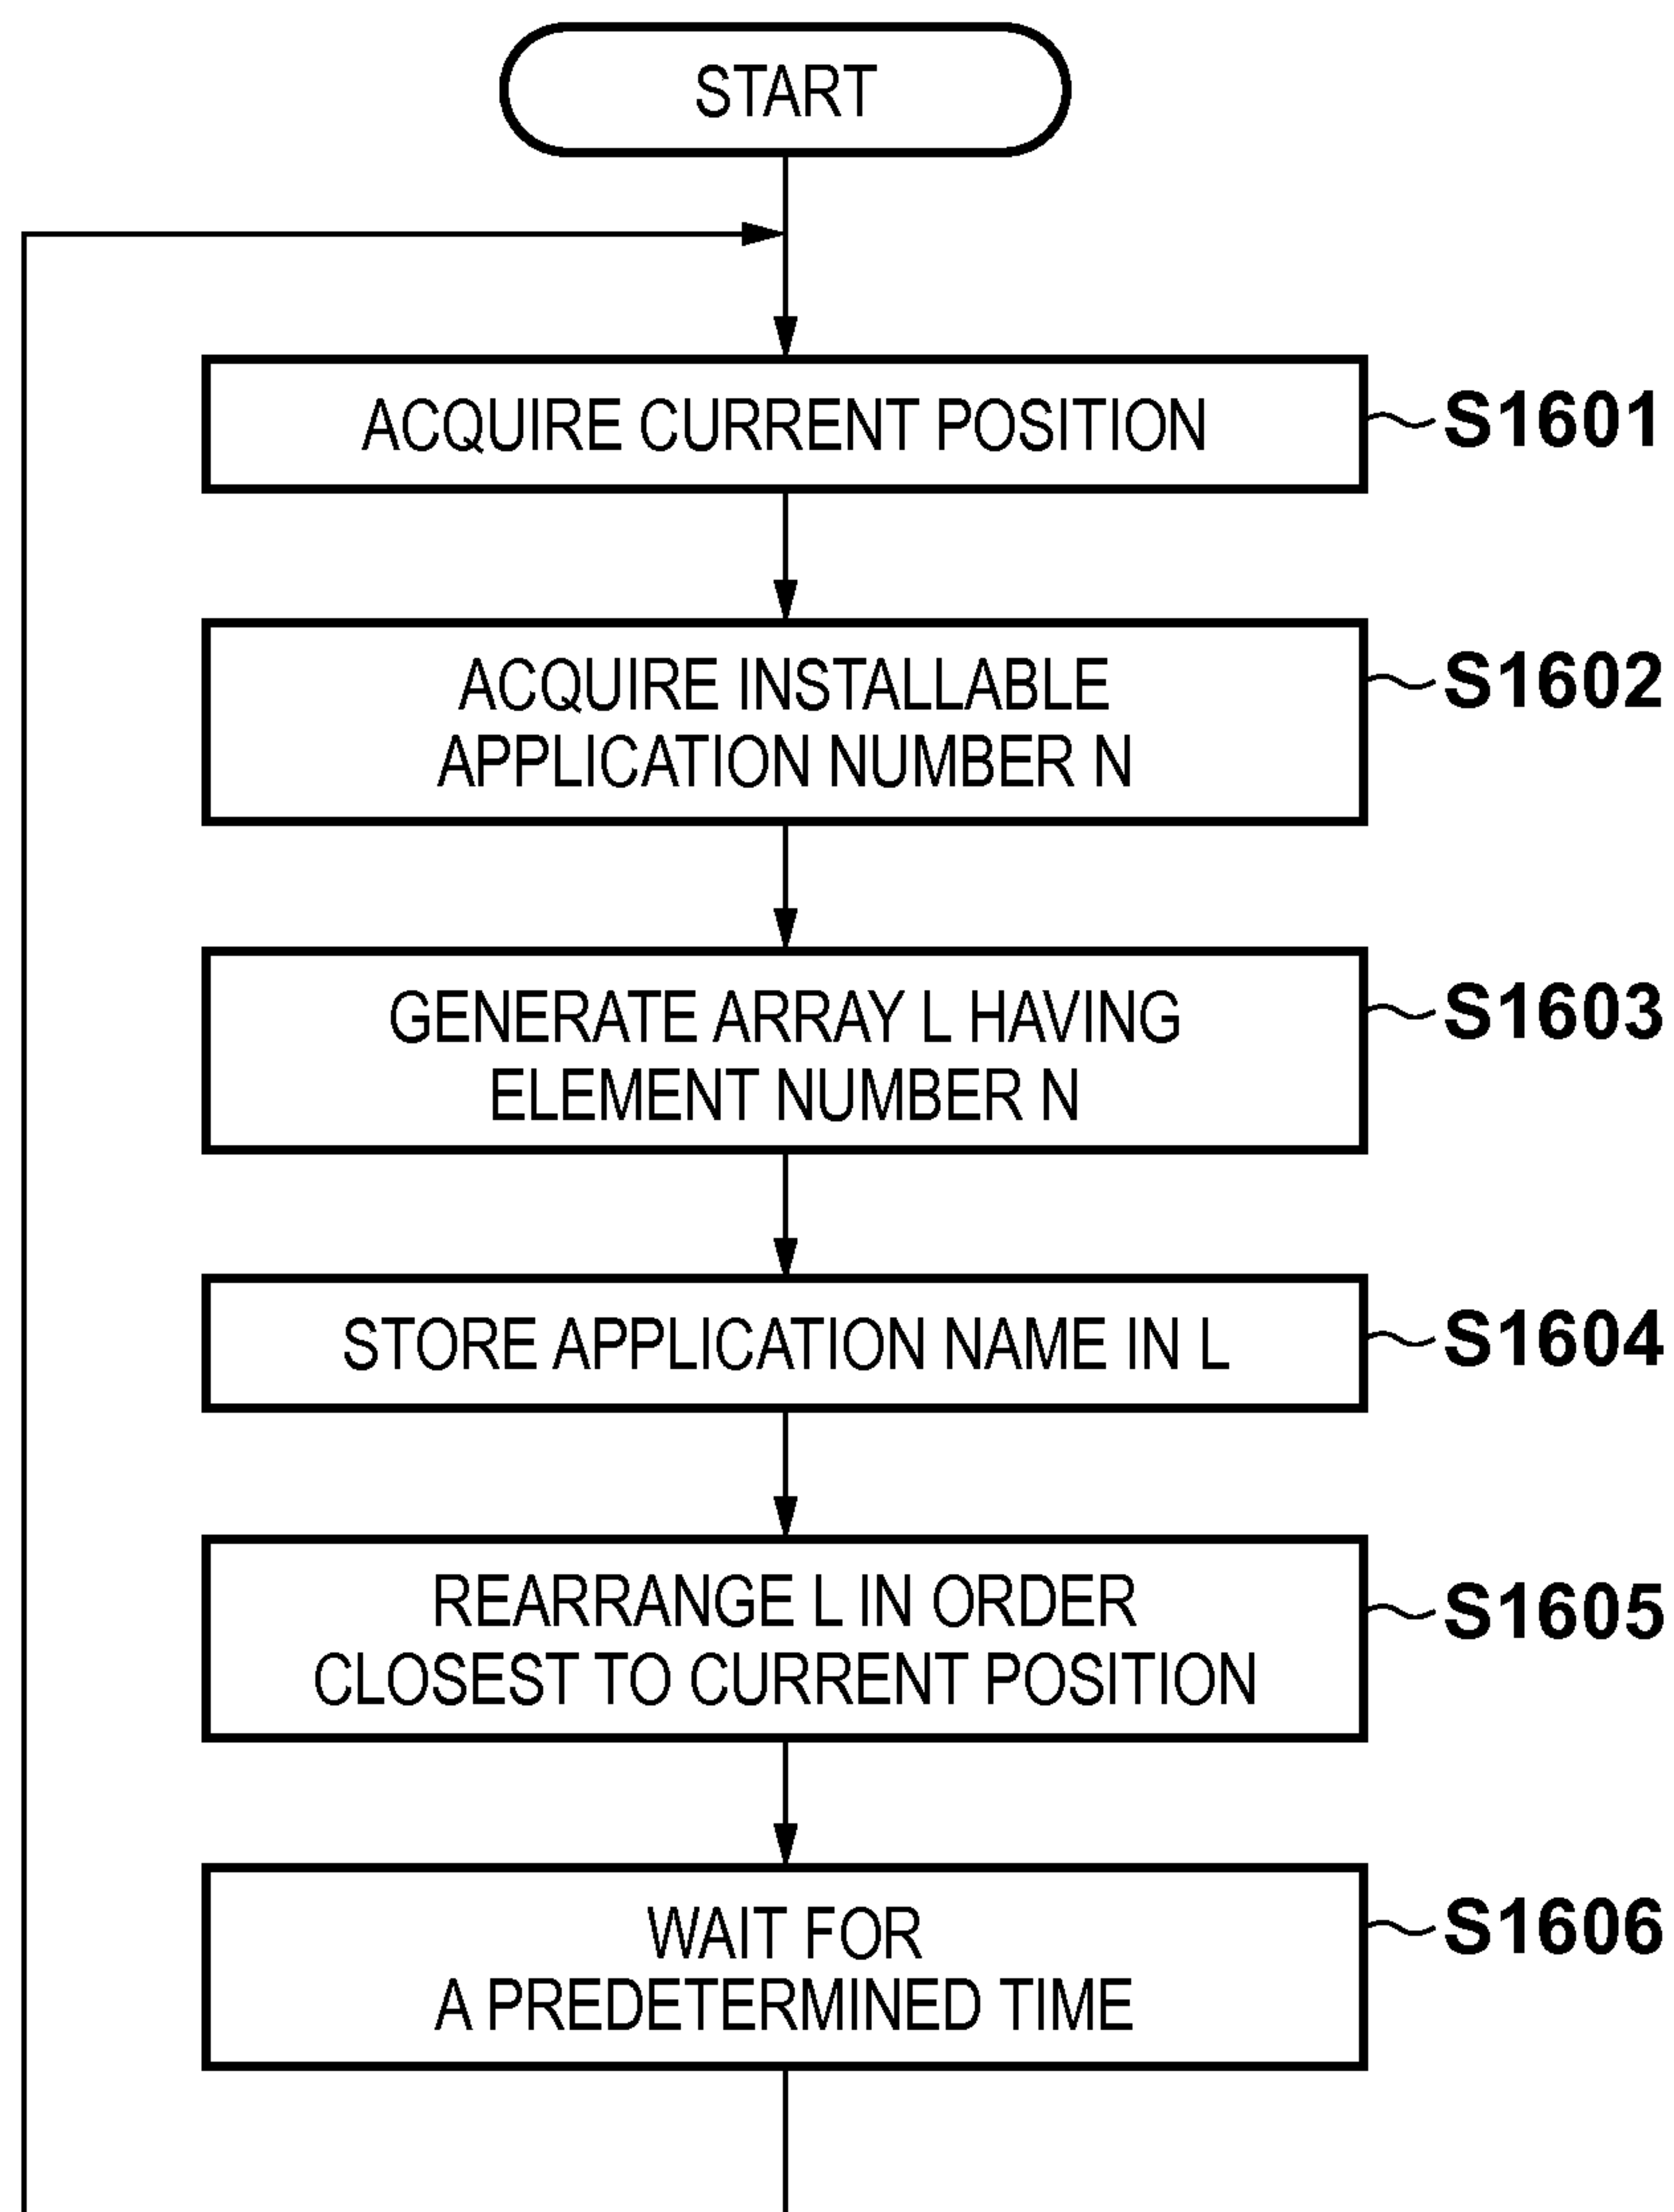 START
ACQUIRE CURRENT POSITION
S1601
ACQUIRE INSTALLABLE
APPLICATION NUMBER N
S1602
GENERATE ARRAY L HAVING
ELEMENT NUMBER N
S1603
STORE APPLICATION NAME IN L
S1604
REARRANGE L IN ORDER
CLOSEST TO CURRENT POSITION
S1605
WAIT FOR
A PREDETERMINED TIME
S1606